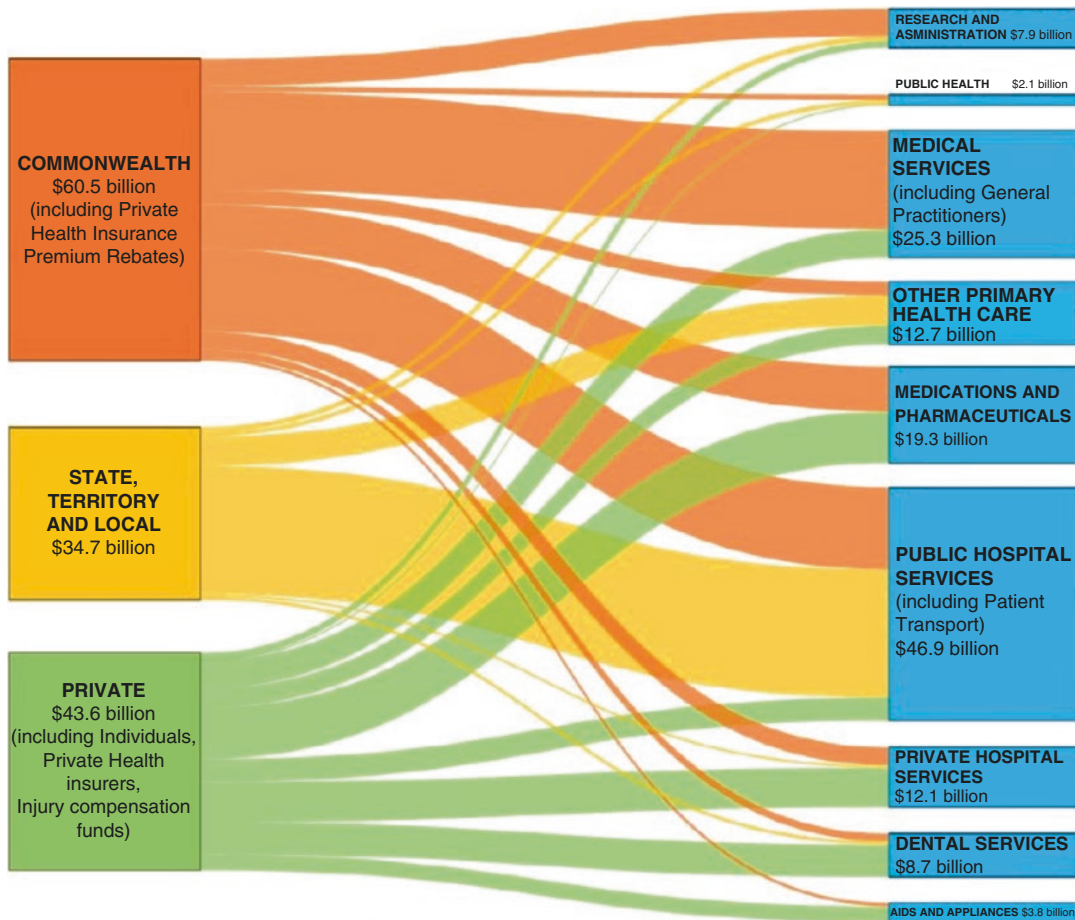 COMMONWEALTH
$60.5 billion
(including Private
Health Insurance
Premium Rebates)
STATE,
TERRITORY
AND LOCAL
$34.7 billion
PRIVATE
$43.6 billion
(including Individuals,
Private Health
insurers,
Injury compensation
funds)
RESEARCH AND
ASMINISTRATION $7.9 billion
PUBLIC HEALTH $2.1 billion
MEDICAL
SERVICES
(including General
Practitioners)
$25.3 billion
OTHER PRIMARY
HEALTH CARE
$12.7 billion
MEDICATIONS AND
PHARMACEUTICALS
$19.3 billion
PUBLIC HOSPITAL
SERVICES
(including Patient
Transport)
$46.9 billion
PRIVATE HOSPITAL
SERVICES
$12.1 billion
DENTAL SERVICES
$8.7 billion
AIDS AND APPLIANCES $3.8 billion